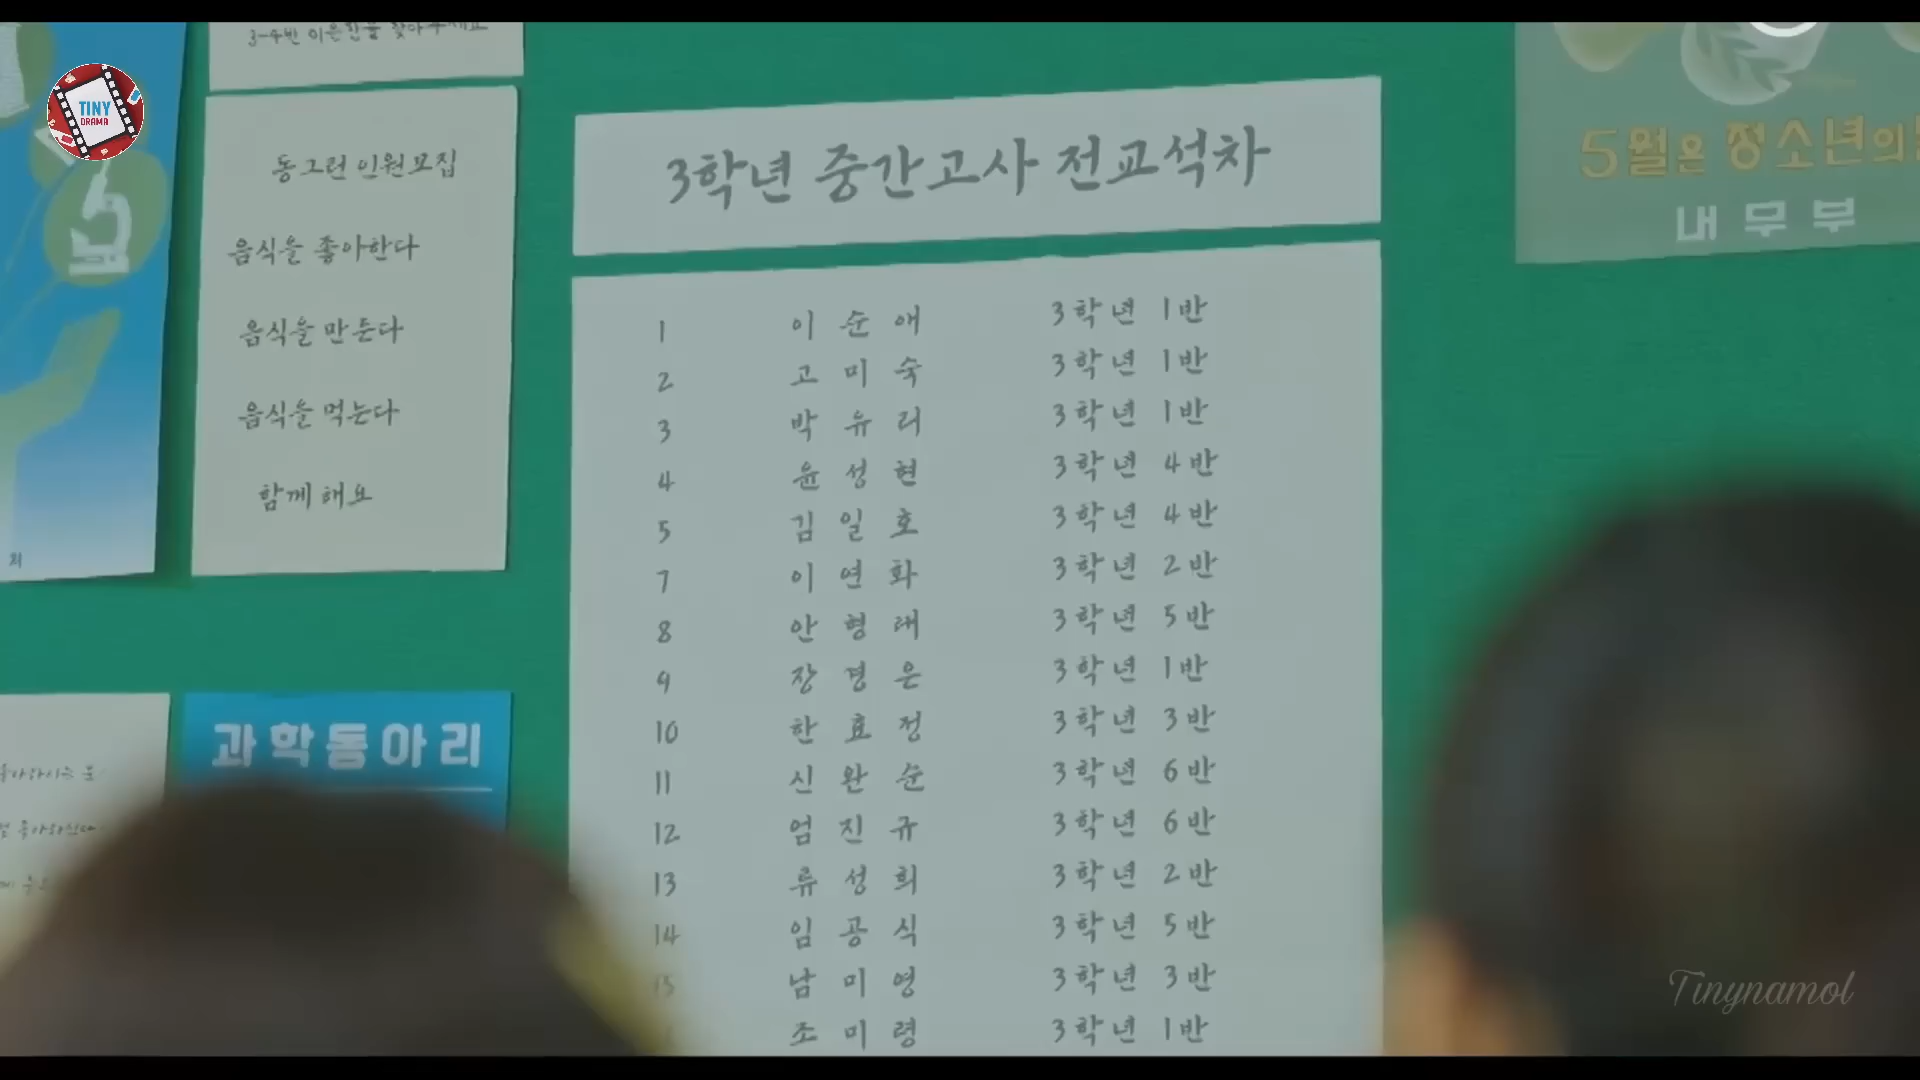 TINY
DRAMA
동그런 인원모집
음식을 좋아한다
음식을 만든다
음식을 먹는다
함께 해요
과학동아리
3학년 중간고사 전교석차
1 이순애 3학년 1반
2 고미숙 3학년 1반
3 박유리 3학년 1반
4 윤성현 3학년 4반
5 김일호 3학년 4반
7 이연화 3학년 2반
8 안형태 3학년 5반
9 장경은 3학년 1반
10 한효정 3학년 3반
11 신완순 3학년 6반
12 엄진규 3학년 6반
13 류성희 3학년 2반
14 임공식 3학년 5반
15 남미영 3학년 3반
조미령 3학년 1반
5월은 청소년의
내무부
Tinynamol